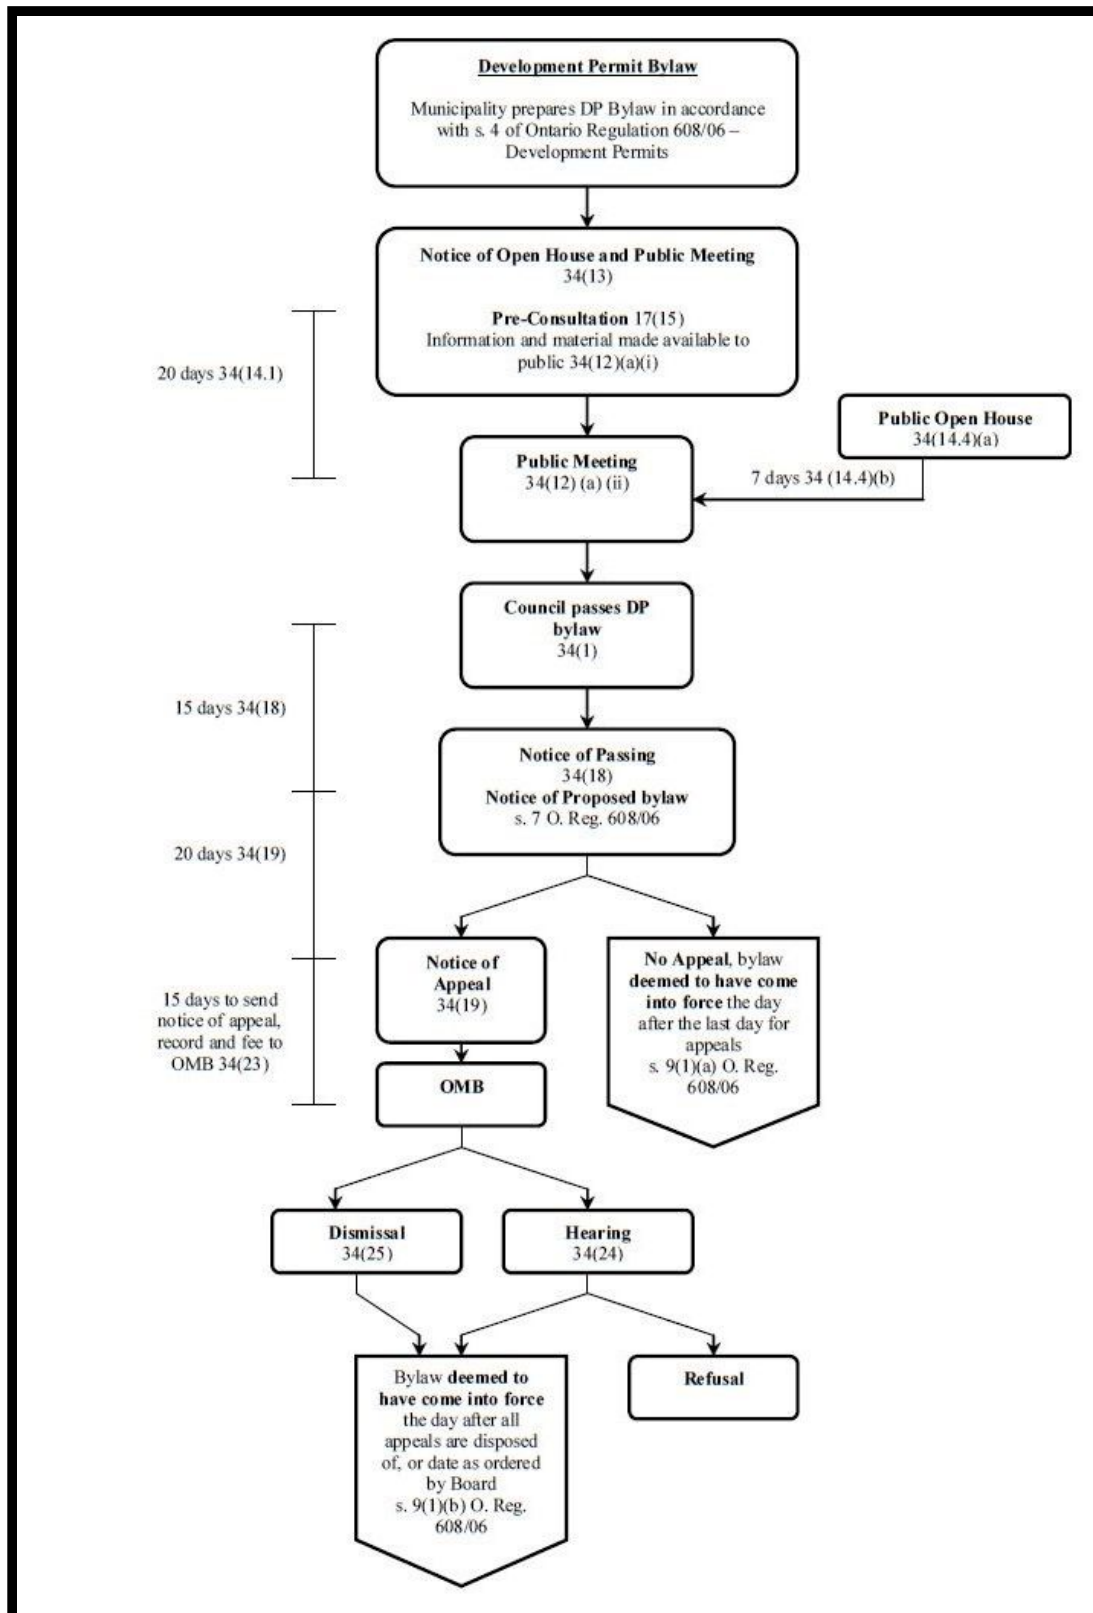 Development Permit Bylaw
Municipality prepares DP Bylaw in accordance
with s. 4 of Ontario Regulation 608/06 –
Development Permits
Notice of Open House and Public Meeting
34(13)
Pre-Consultation 17(15)
Information and material made available to
public 34(12)(a)(i)
20 days 34(14.1)
Public Open House
34(14.4)(a)
7 days 34 (14.4)(b)
Public Meeting
34(12) (a) (ii)
Council passes DP
bylaw
34(1)
15 days 34(18)
Notice of Passing
34(18)
Notice of Proposed bylaw
s. 7 O. Reg. 608/06
20 days 34(19)
Notice of
Appeal
34(19)
No Appeal, bylaw
deemed to have come
into force the day
after the last day for
appeals
s. 9(1)(a) O. Reg.
608/06
15 days to send
notice of appeal,
record and fee to
OMB 34(23)
OMB
Dismissal
34(25)
Hearing
34(24)
Bylaw deemed to
have come into force
the day after all
appeals are disposed
of, or date as ordered
by Board
s. 9(1)(b) O. Reg.
608/06
Refusal